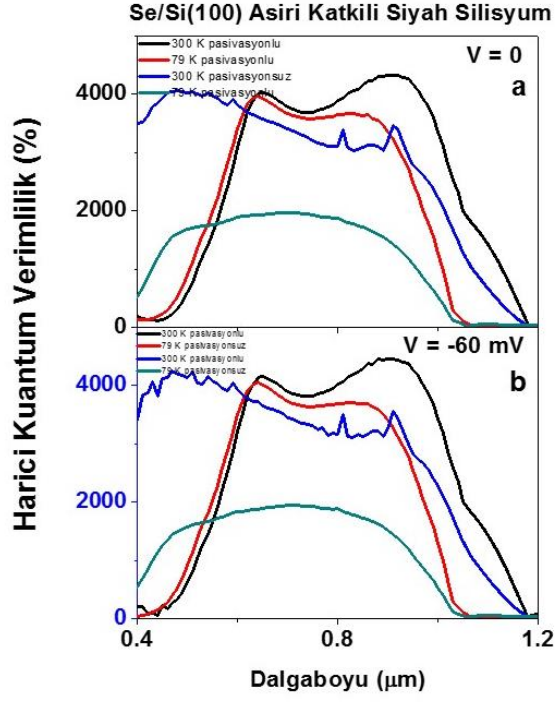 Se/Si(100) Asiri Katkili Siyah Silisyum
300 K pasivasyonlu
79 K pasivasyonlu
300 K pasivasyonsuz
79 K pasivasyonlu
V = 0
a
4000
2000
0
300 K pasivasyonlu
79 K pasivasyonsuz
300 K pasivasyonlu
79 K pasivasyonsuz
V = -60 mV
b
4000
2000
0
0.4
0.8
1.2
Harici Kuantum Verimlilik (%)
Dalgaboyu (µm)